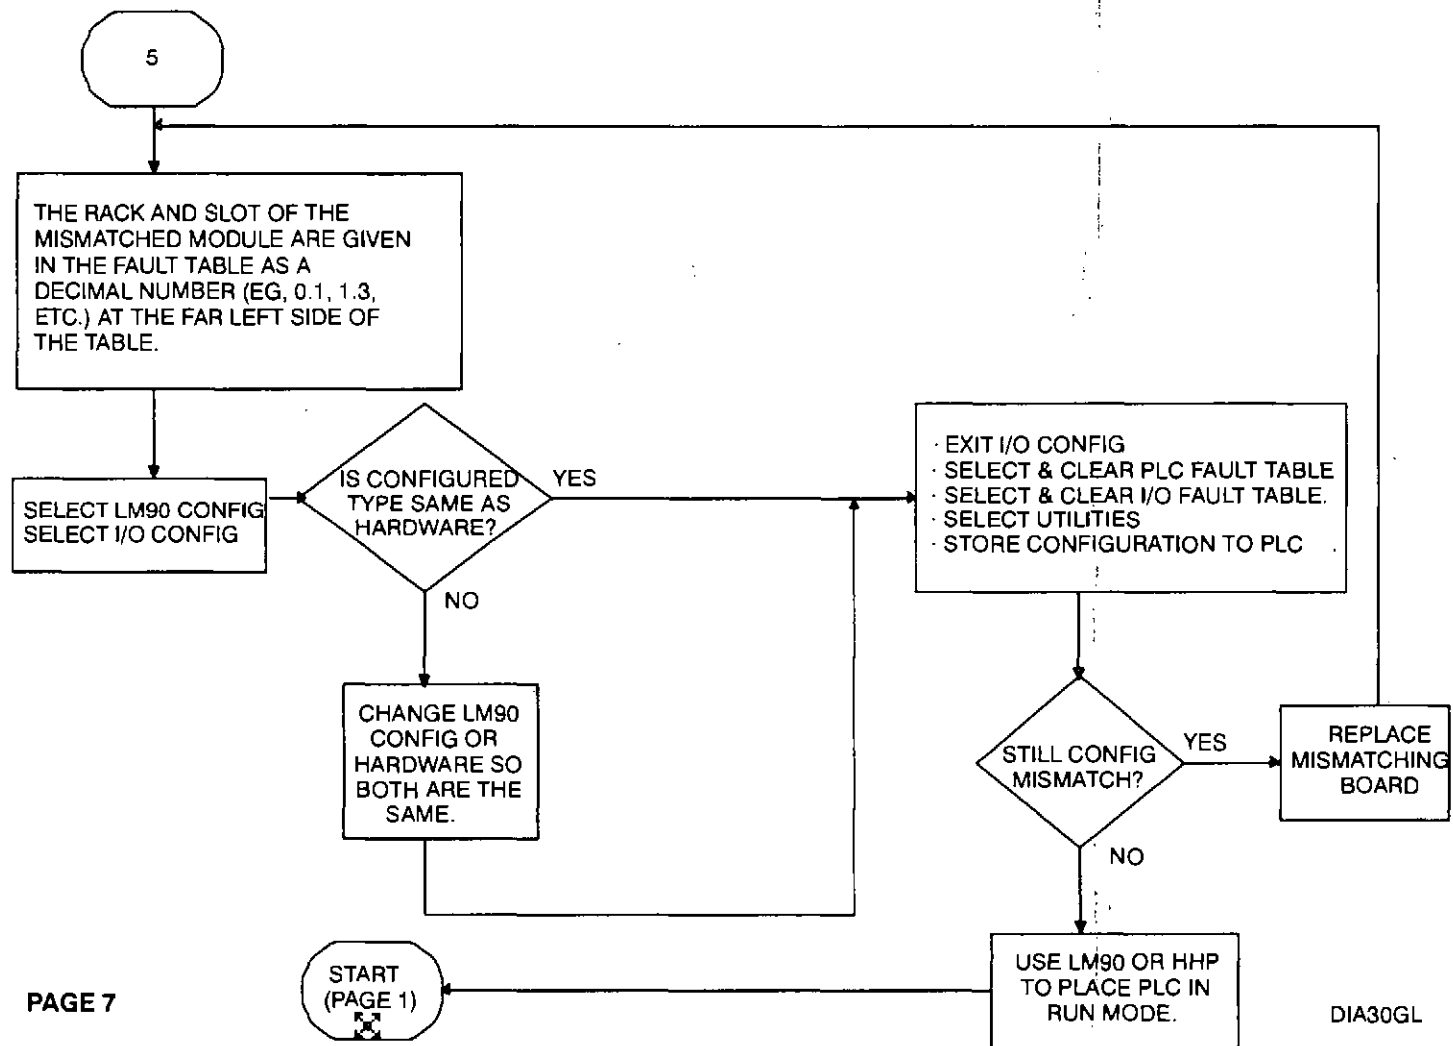 5
THE RACK AND SLOT OF THE
MISMATCHED MODULE ARE GIVEN
IN THE FAULT TABLE AS A
DECIMAL NUMBER (EG, 0.1, 1.3,
ETC.) AT THE FAR LEFT SIDE OF
THE TABLE.
SELECT LM90 CONFIG
SELECT I/O CONFIG
IS CONFIGURED
TYPE SAME AS
HARDWARE?
YES
NO
CHANGE LM90
CONFIG OR
HARDWARE SO
BOTH ARE THE
SAME.
· EXIT I/O CONFIG
· SELECT & CLEAR PLC FAULT TABLE
· SELECT & CLEAR I/O FAULT TABLE.
· SELECT UTILITIES
· STORE CONFIGURATION TO PLC
STILL CONFIG
MISMATCH?
YES
REPLACE
MISMATCHING
BOARD
NO
USE LM90 OR HHP
TO PLACE PLC IN
RUN MODE.
START
(PAGE 1)
PAGE 7
DIA30GL